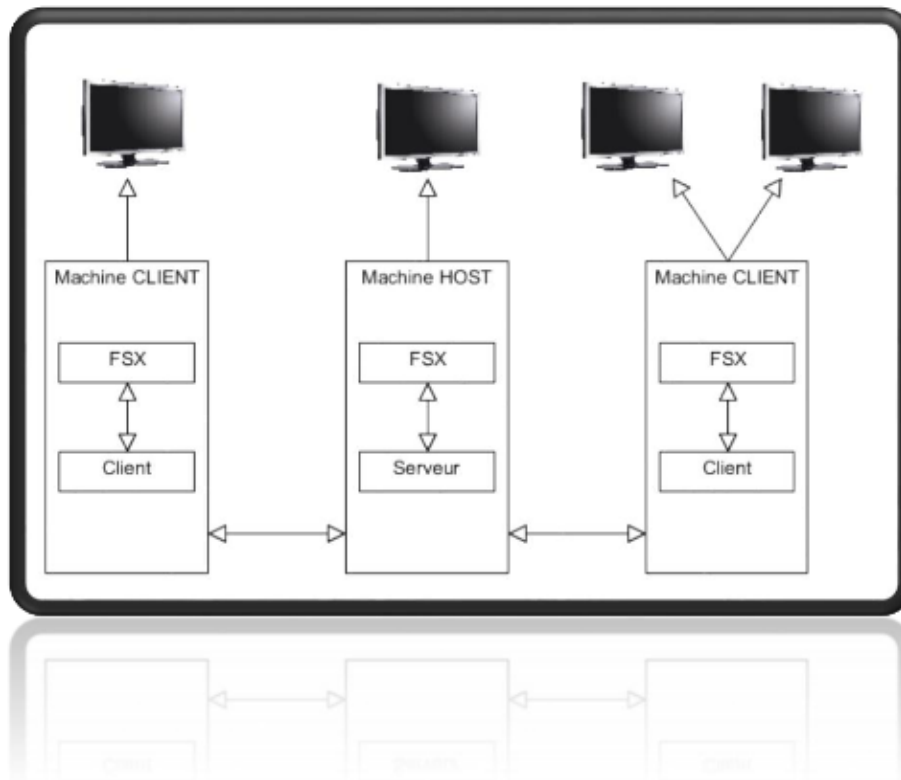 Machine CLIENT
Machine HOST
Machine CLIENT
FSX
FSX
FSX
Client
Serveur
Client